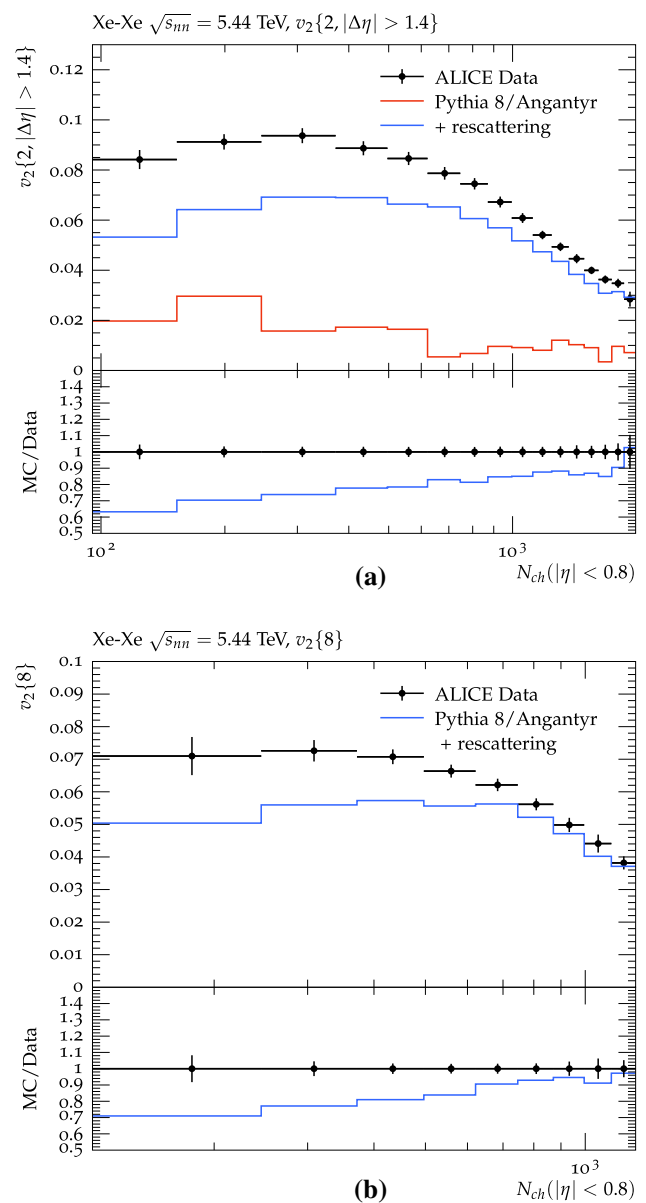 Xe-Xe √s_nn = 5.44 TeV, v₂{2, |Δη| > 1.4}
v₂{2, |Δη| > 1.4}
0.12
0.1
0.08
0.06
0.04
0.02
0
ALICE Data
Pythia 8/Angantyr
+ rescattering
MC/Data
1.4
1.3
1.2
1.1
1
0.9
0.8
0.7
0.6
0.5
10²
10³
N_ch(|η| < 0.8)
(a)
Xe-Xe √s_nn = 5.44 TeV, v₂{8}
v₂{8}
0.1
0.09
0.08
0.07
0.06
0.05
0.04
0.03
0.02
0.01
0
ALICE Data
Pythia 8/Angantyr
+ rescattering
MC/Data
1.4
1.3
1.2
1.1
1
0.9
0.8
0.7
0.6
0.5
10³
N_ch(|η| < 0.8)
(b)